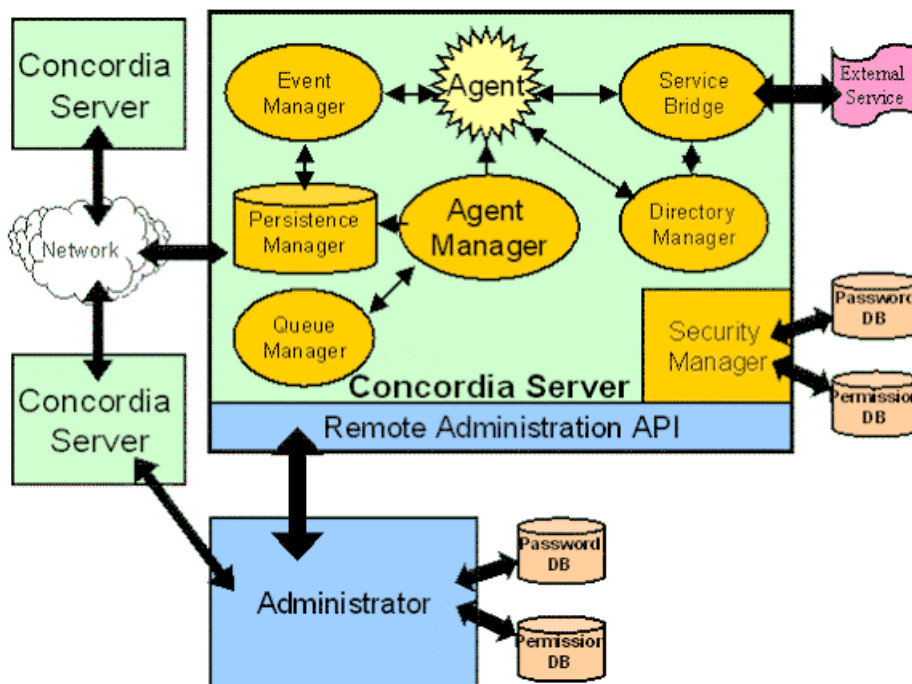 Concordia
Server
Event
Manager
Agent
Service
Bridge
External
Service
Network
Persistence
Manager
Agent
Manager
Directory
Manager
Queue
Manager
Security
Manager
Password
DB
Permission
DB
Concordia Server
Remote Administration API
Concordia
Server
Administrator
Password
DB
Permission
DB